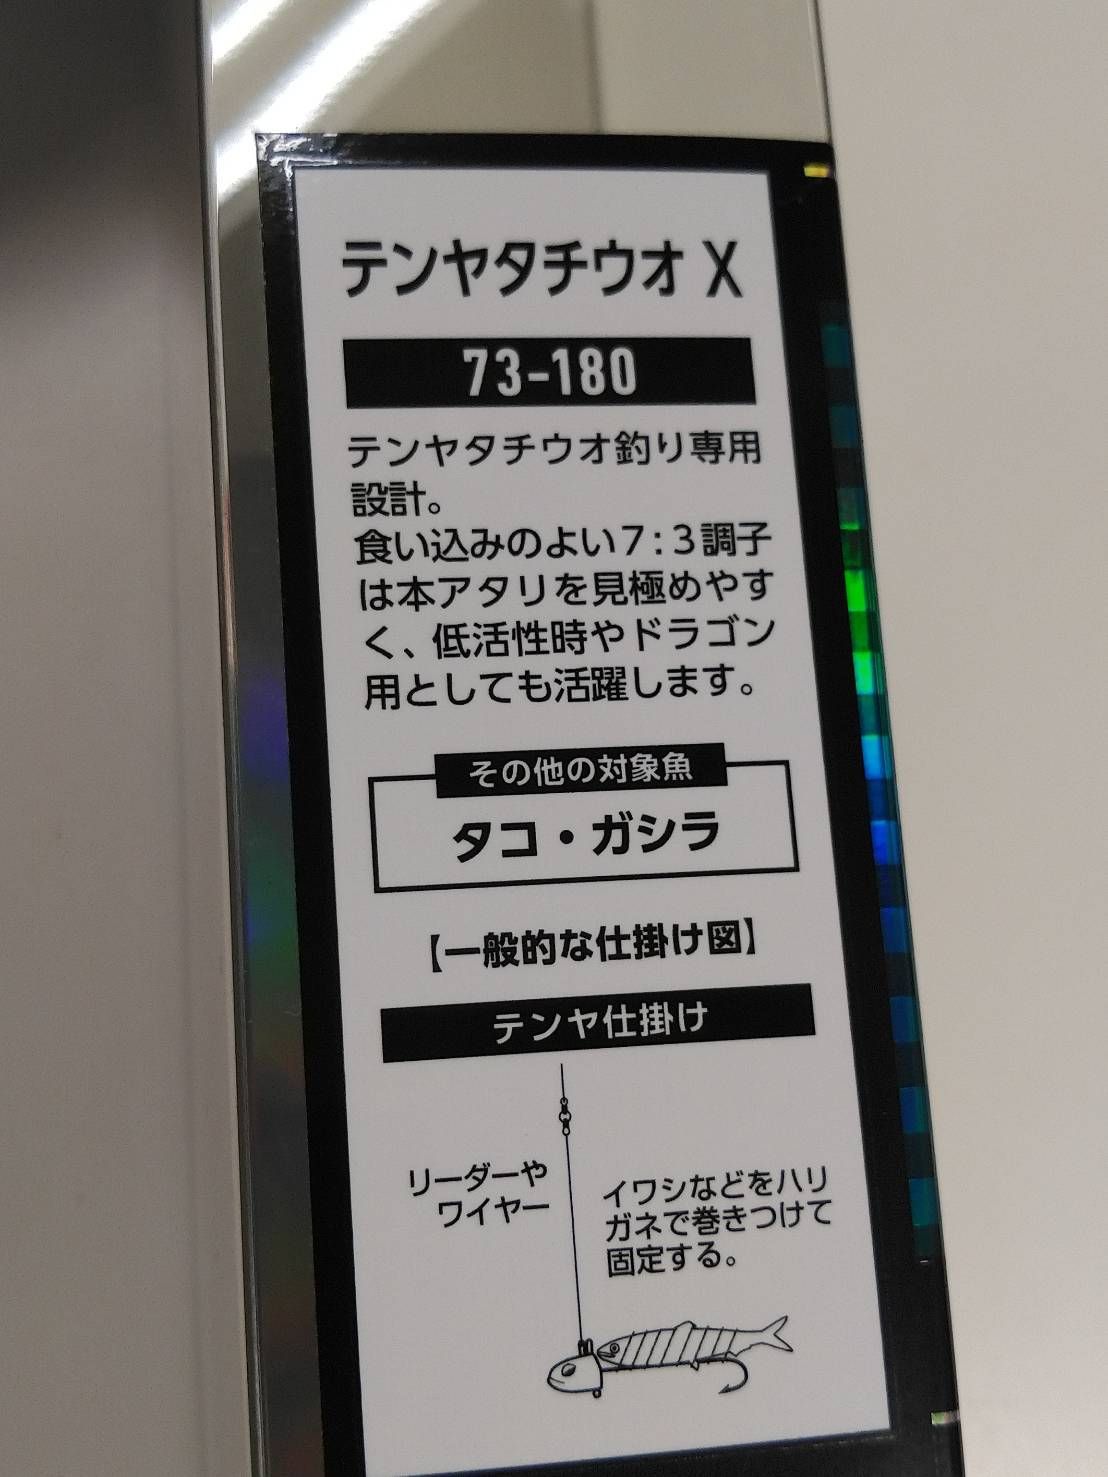 テンヤタチウオ X
73-180
テンヤタチウオ釣り専用
設計。
食い込みのよい7:3調子
は本アタリを見極めやす
く、低活性時やドラゴン
用としても活躍します。
その他の対象魚
タコ・ガシラ
【一般的な仕掛け図】
テンヤ仕掛け
リーダーや
ワイヤー
イワシなどをハリ
ガネで巻きつけて
固定する。